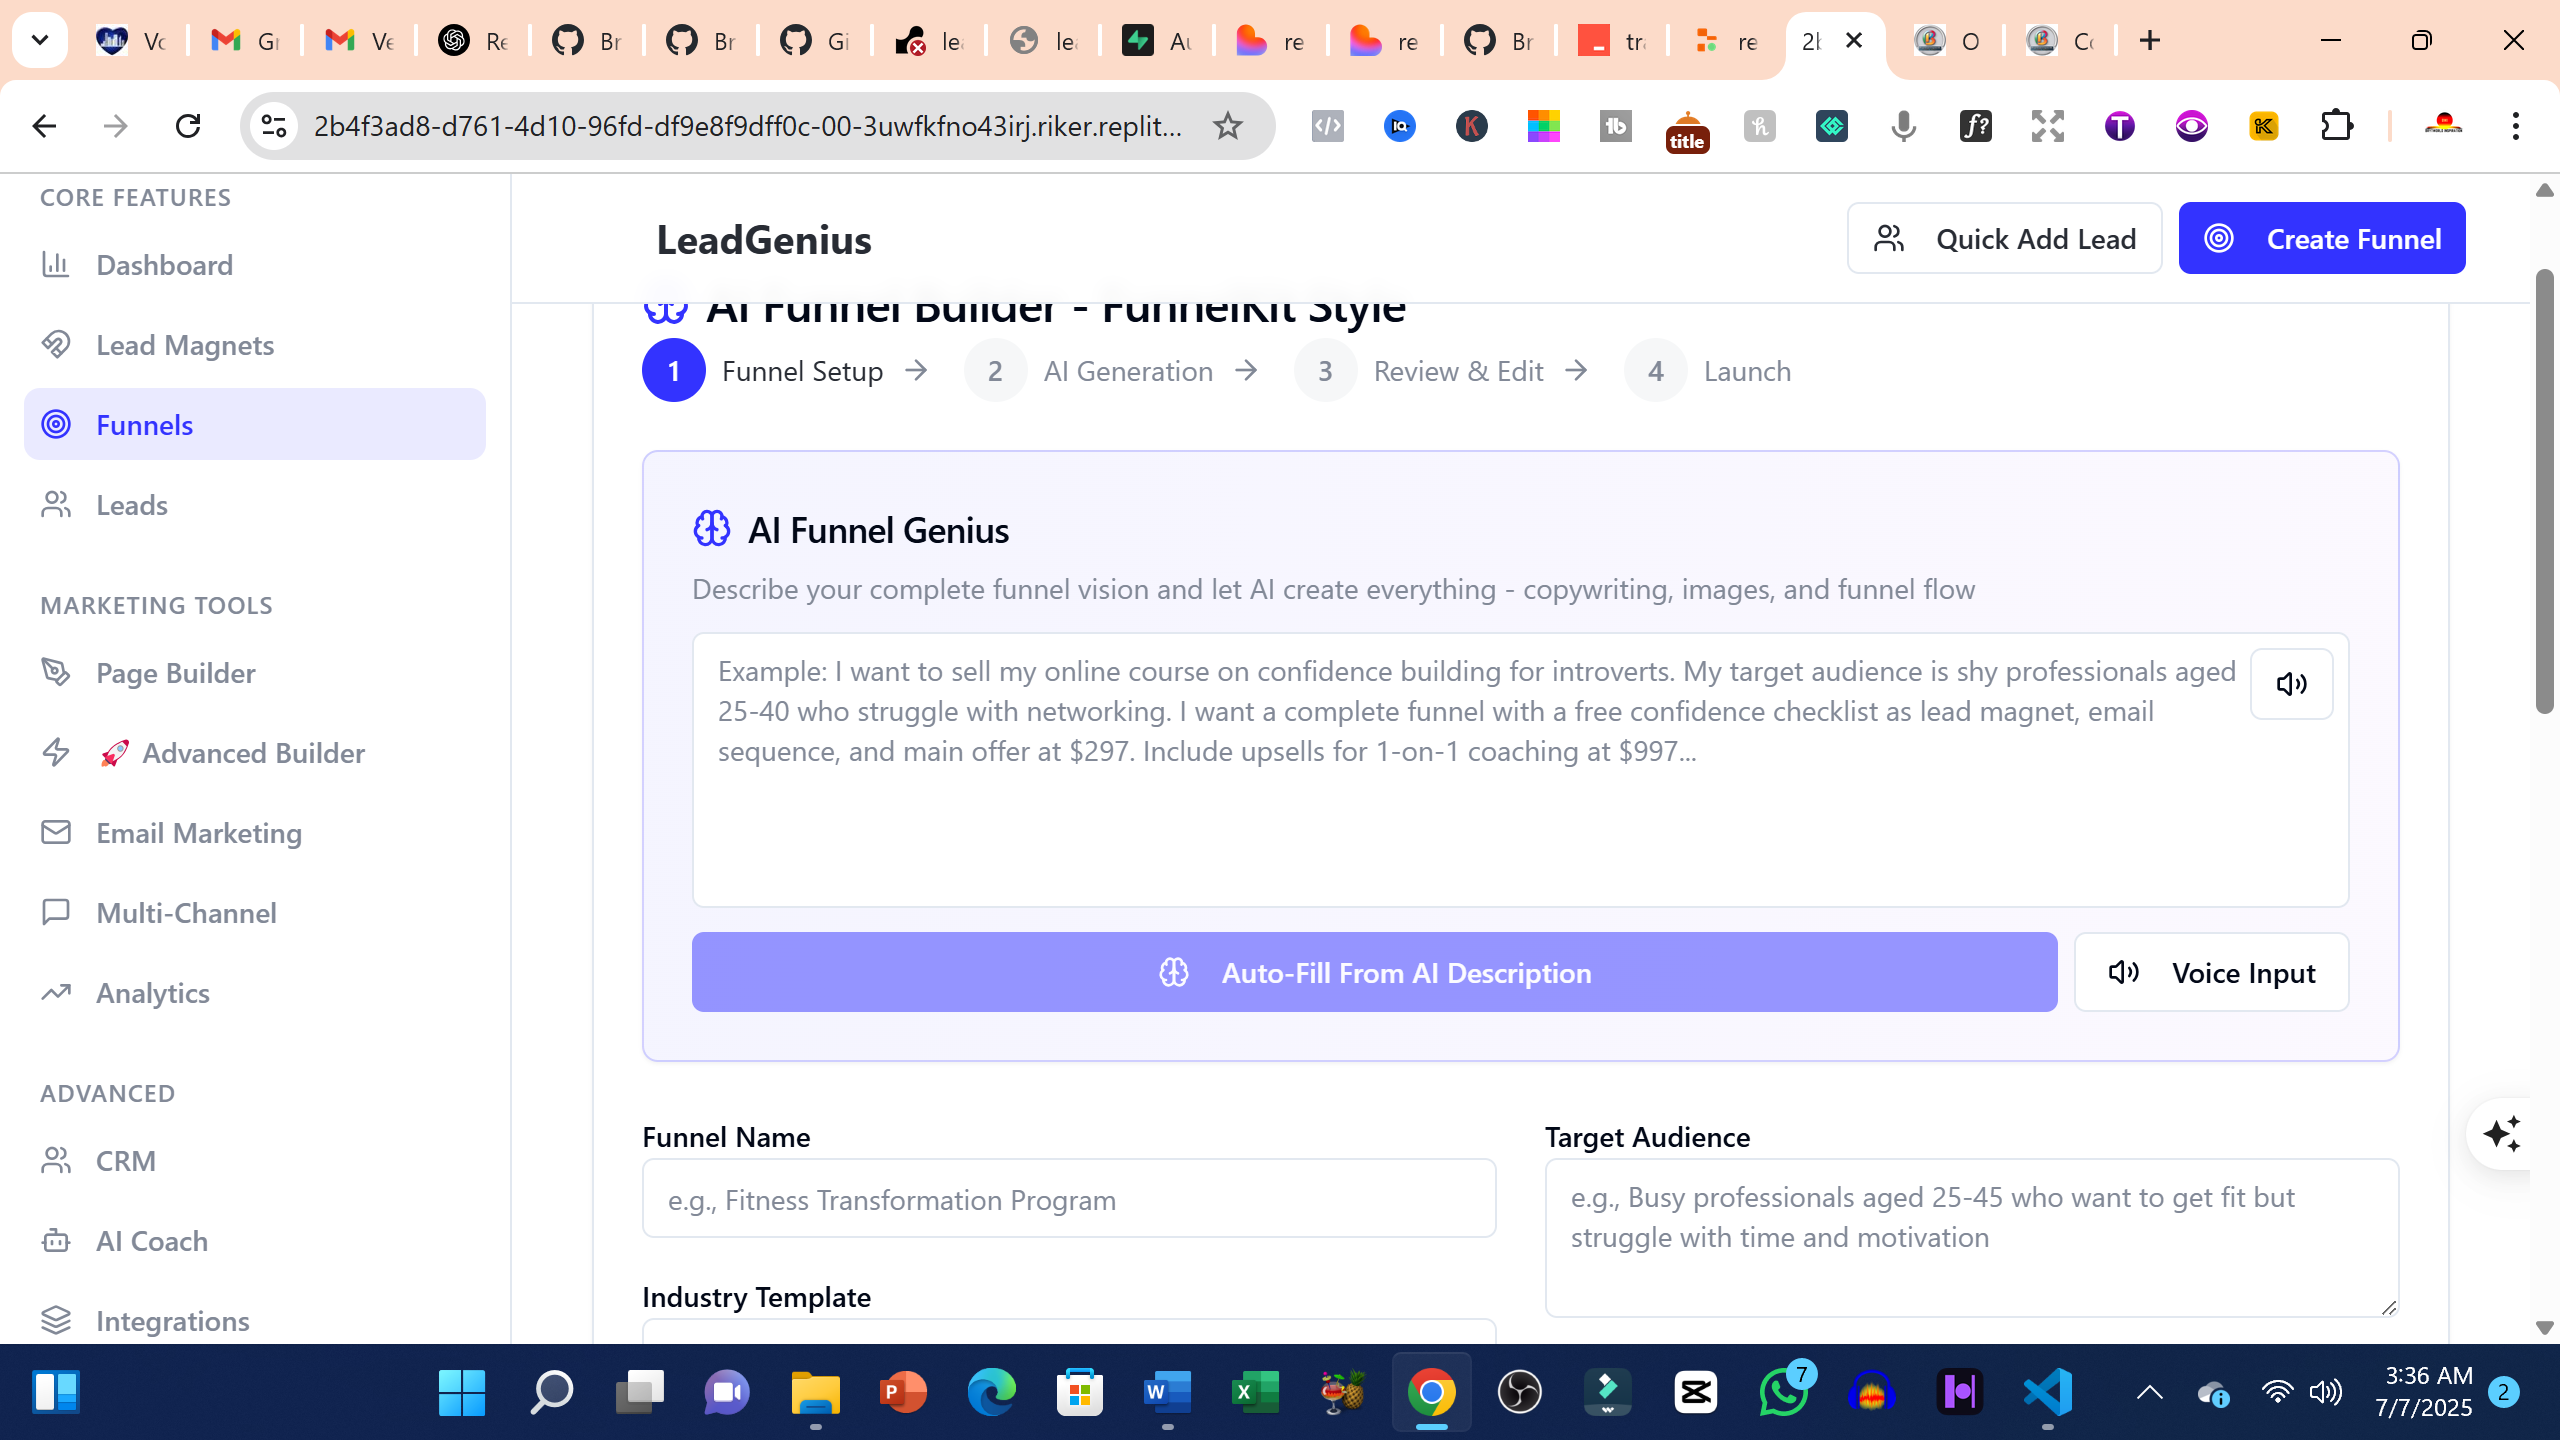 Vc
Gr
Ve
Re
Br
Br
Gi
lea
lea
Au
re
re
Br
tra
re
2b
O
Co
2b4f3ad8-d761-4d10-96fd-df9e8f9dff0c-00-3uwfkfno43irj.riker.replit...
title
CORE FEATURES
Dashboard
Lead Magnets
Funnels
Leads
MARKETING TOOLS
Page Builder
🚀 Advanced Builder
Email Marketing
Multi-Channel
Analytics
ADVANCED
CRM
AI Coach
Integrations
LeadGenius
Quick Add Lead
Create Funnel
AI Funnel Builder - FunnelKit Style
1 Funnel Setup → 2 AI Generation → 3 Review & Edit → 4 Launch
AI Funnel Genius
Describe your complete funnel vision and let AI create everything - copywriting, images, and funnel flow
Example: I want to sell my online course on confidence building for introverts. My target audience is shy professionals aged
25-40 who struggle with networking. I want a complete funnel with a free confidence checklist as lead magnet, email
sequence, and main offer at $297. Include upsells for 1-on-1 coaching at $997...
Auto-Fill From AI Description
Voice Input
Funnel Name
e.g., Fitness Transformation Program
Industry Template
Target Audience
e.g., Busy professionals aged 25-45 who want to get fit but
struggle with time and motivation
7
3:36 AM
7/7/2025
2